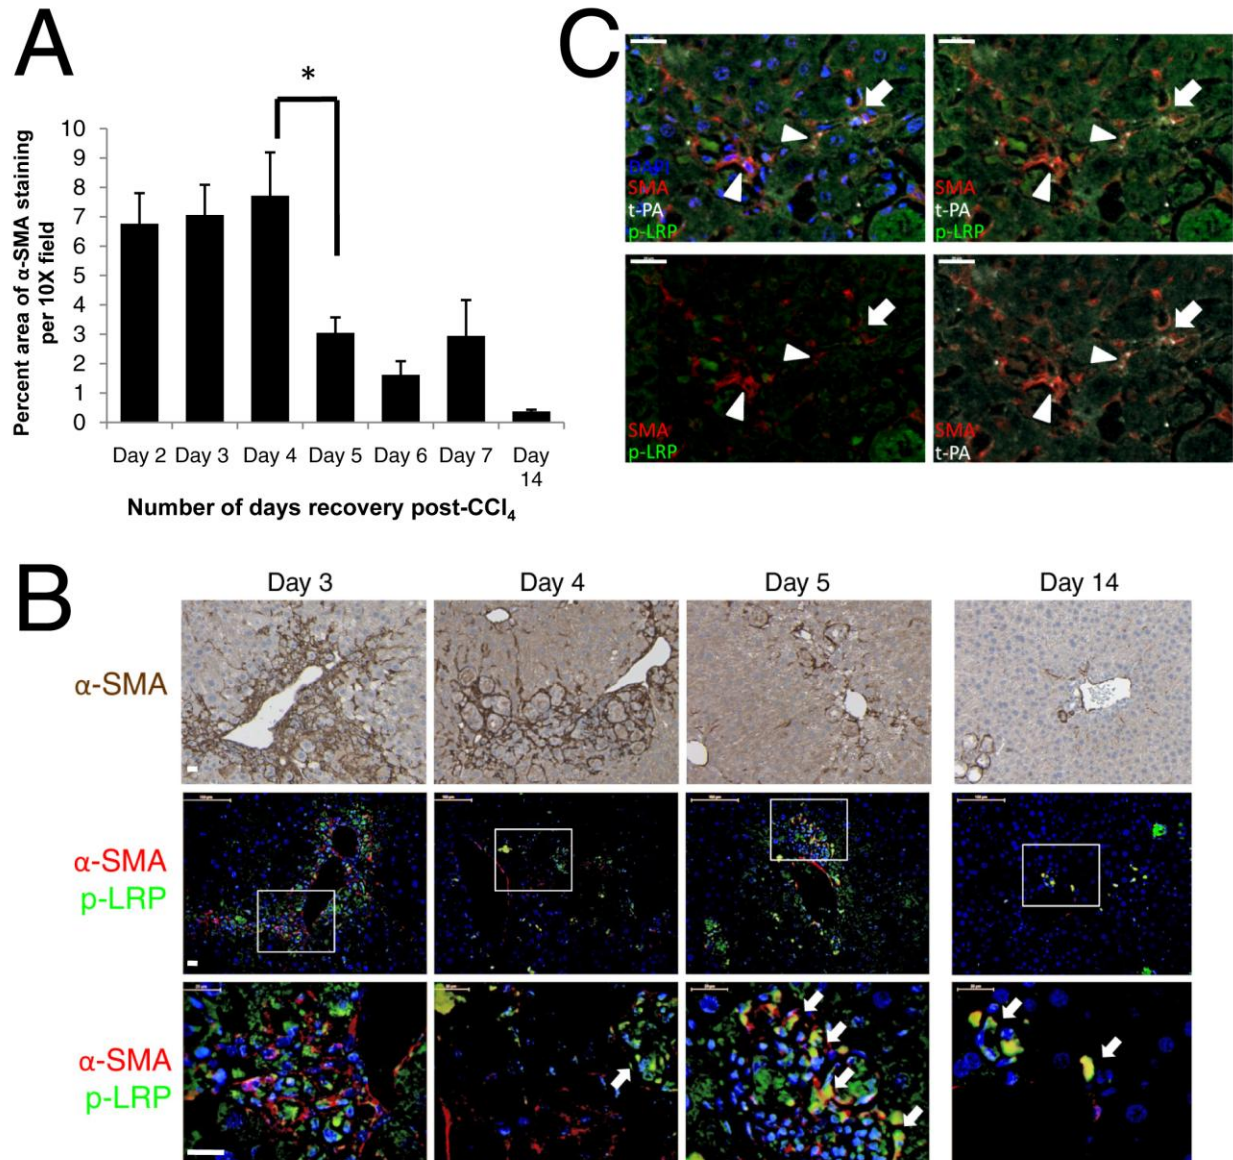 A
*
10
9
8
7
6
5
4
3
2
1
0
Percent area of α-SMA staining
per 10X field
Day 2 Day 3 Day 4 Day 5 Day 6 Day 7 Day
14
Number of days recovery post-CCl₄
C
DAPI
SMA
t-PA
p-LRP
SMA
t-PA
p-LRP
SMA
p-LRP
SMA
t-PA
B
Day 3 Day 4 Day 5 Day 14
α-SMA
α-SMA
p-LRP
α-SMA
p-LRP